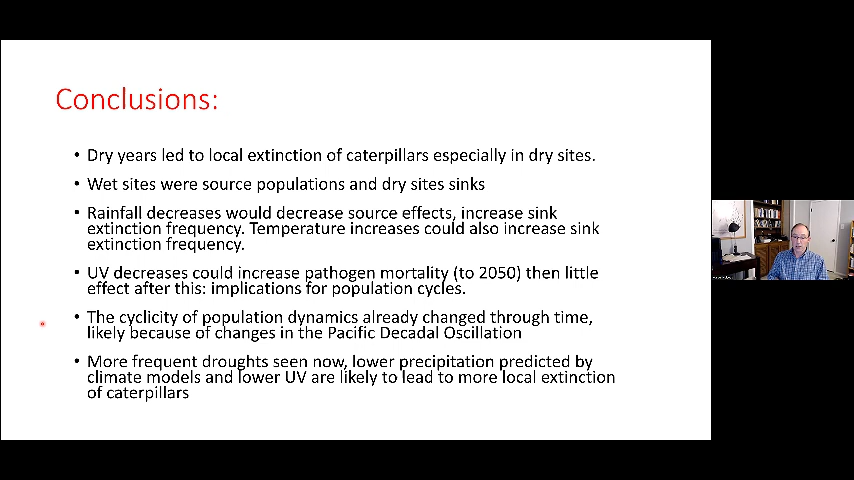 Conclusions:
• Dry years led to local extinction of caterpillars especially in dry sites.
• Wet sites were source populations and dry sites sinks
• Rainfall decreases would decrease source effects, increase sink
extinction frequency. Temperature increases could also increase sink
extinction frequency.
• UV decreases could increase pathogen mortality (to 2050) then little
effect after this: implications for population cycles.
• The cyclicity of population dynamics already changed through time,
likely because of changes in the Pacific Decadal Oscillation
• More frequent droughts seen now, lower precipitation predicted by
climate models and lower UV are likely to lead to more local extinction
of caterpillars